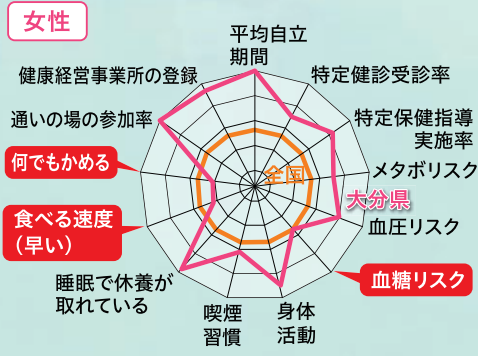 女性
平均自立
期間
特定健診受診率
特定保健指導
実施率
メタボリスク
血圧リスク
血糖リスク
身体
活動
喫煙
習慣
睡眠で休養が
取れている
食べる速度
（早い）
何でもかめる
通いの場の参加率
健康経営事業所の登録
全国
大分県